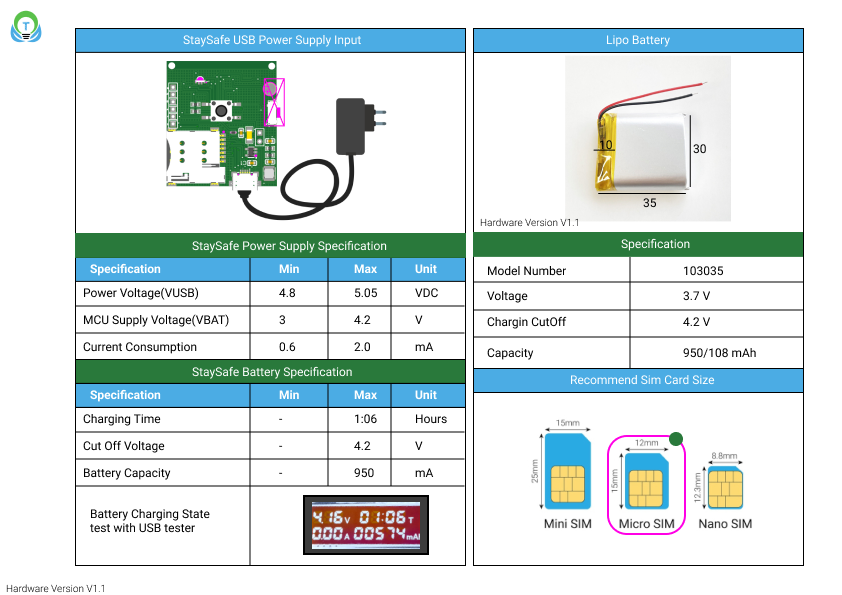 T
StaySafe USB Power Supply Input
StaySafe Power Supply Specification
Specification Min Max Unit
Power Voltage(VUSB) 4.8 5.05 VDC
MCU Supply Voltage(VBAT) 3 4.2 V
Current Consumption 0.6 2.0 mA
StaySafe Battery Specification
Specification Min Max Unit
Charging Time - 1:06 Hours
Cut Off Voltage - 4.2 V
Battery Capacity - 950 mA
Battery Charging State
test with USB tester
4.16V 01:06T
0.00A 00574mAh
Lipo Battery
10
30
35
Hardware Version V1.1
Specification
Model Number 103035
Voltage 3.7 V
Chargin CutOff 4.2 V
Capacity 950/108 mAh
Recommend Sim Card Size
15mm
25mm
Mini SIM
12mm
15mm
Micro SIM
8.8mm
12.3mm
Nano SIM
Hardware Version V1.1